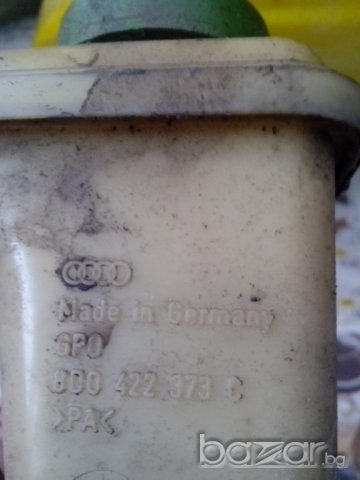 Made in Germany
GPO
8D0 422 373 C
>PA<
bazar.bg